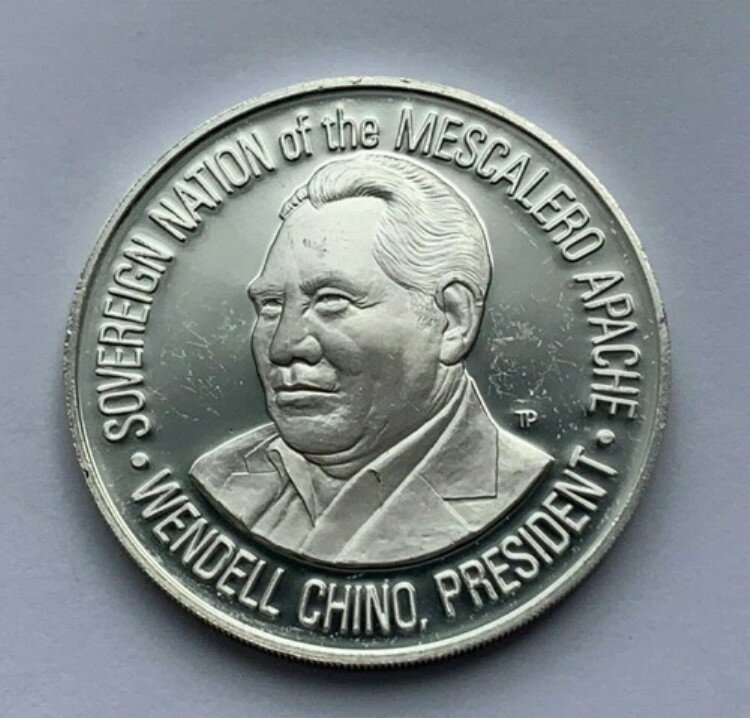 SOVEREIGN NATION of the MESCALERO APACHE
• WENDELL CHINO, PRESIDENT •
TP